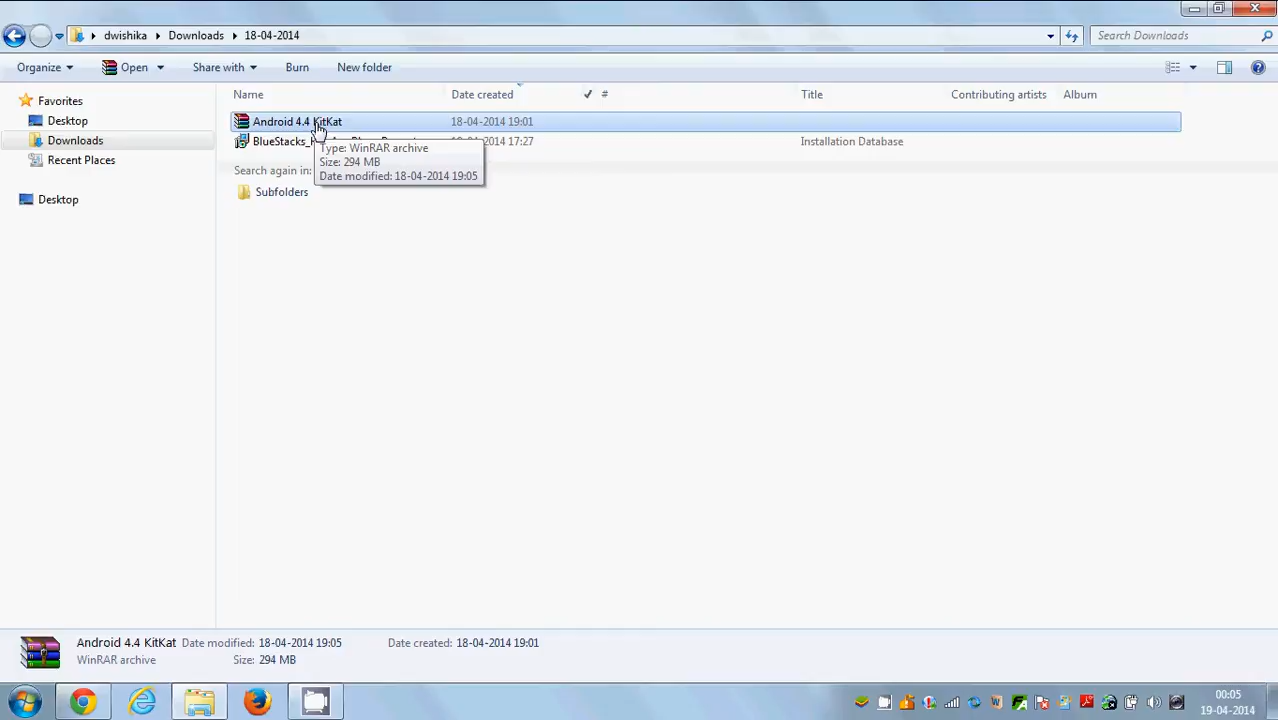 dwishika Downloads 18-04-2014 Search Downloads
Organize Open Share with Burn New folder
Name Date created # Title Contributing artists Album
Favorites
Desktop
Downloads
Recent Places
Desktop
Android 4.4 KitKat 18-04-2014 19:01
BlueStacks_ 17:27 Installation Database
Type: WinRAR archive
Size: 294 MB
Date modified: 18-04-2014 19:05
Search again in:
Subfolders
Android 4.4 KitKat Date modified: 18-04-2014 19:05 Date created: 18-04-2014 19:01
WinRAR archive Size: 294 MB
00:05
19-04-2014